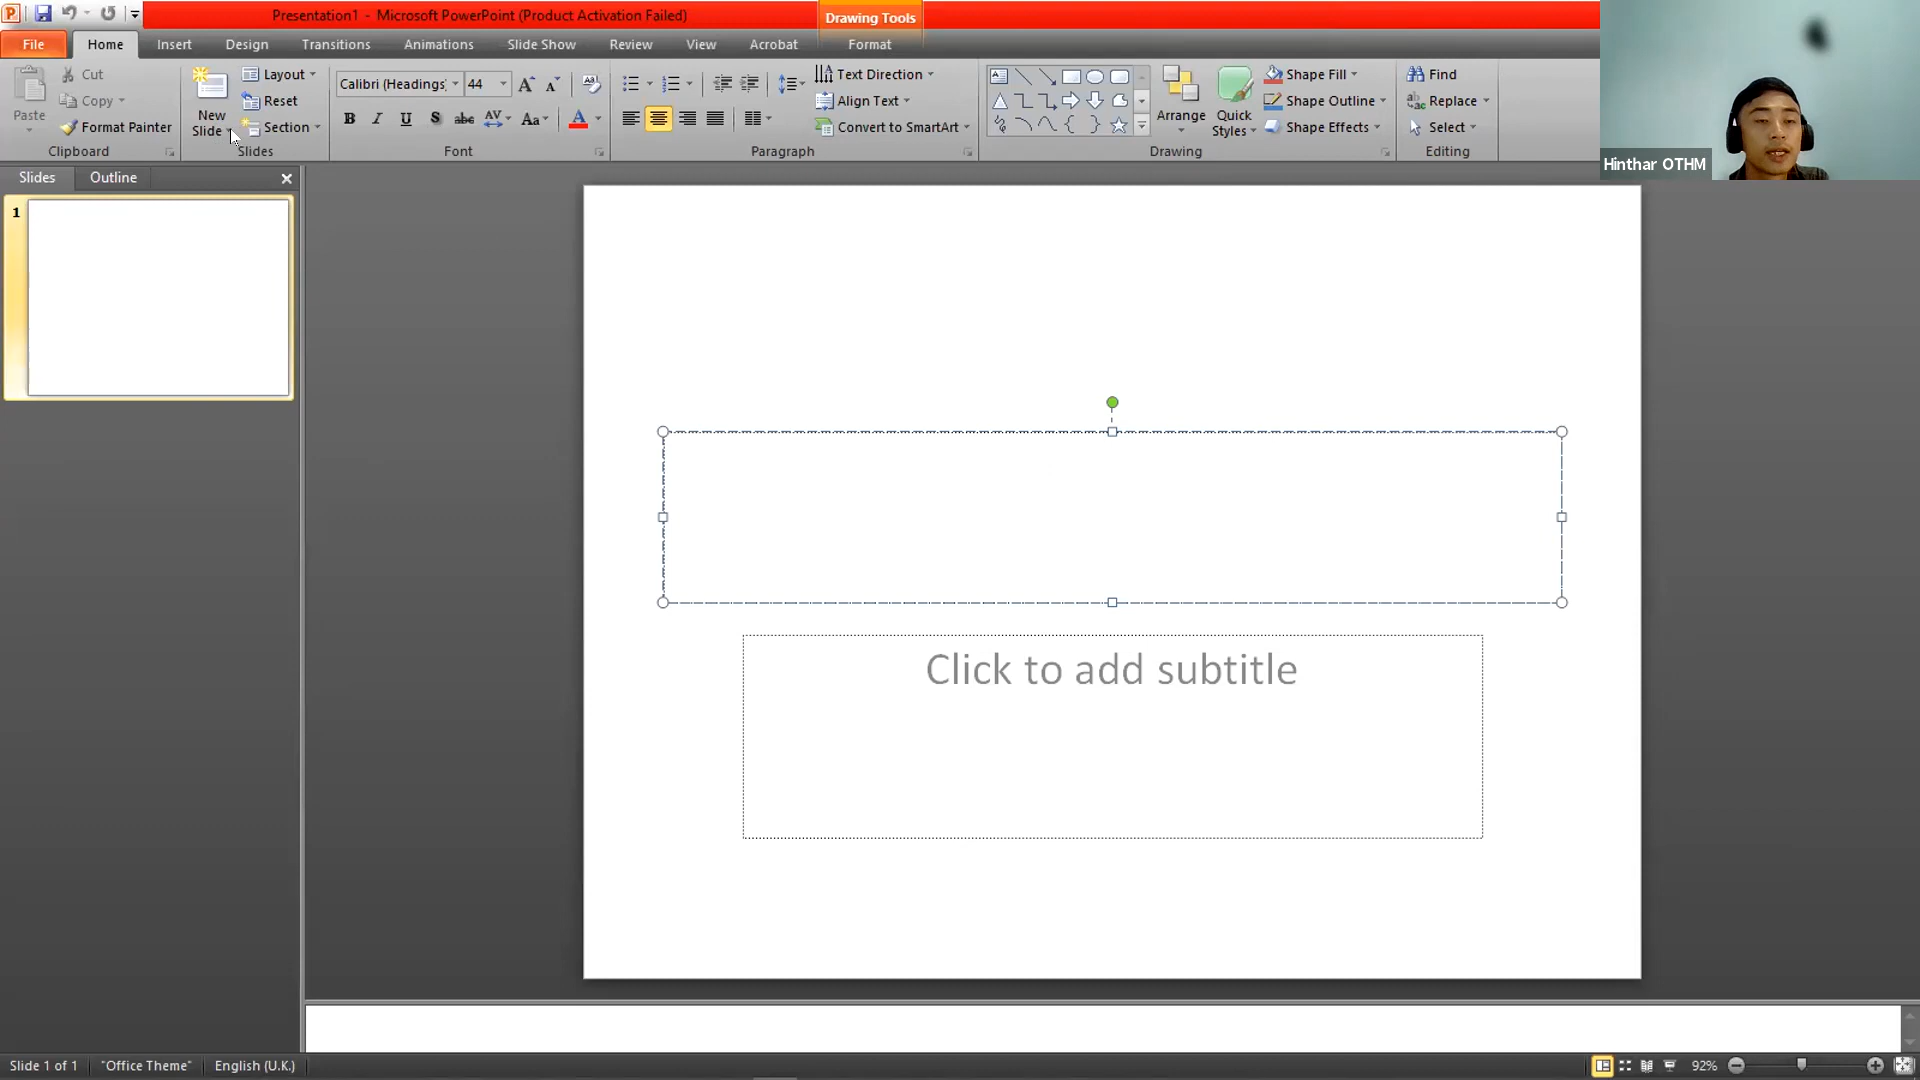 Presentation1 - Microsoft PowerPoint (Product Activation Failed)
Drawing Tools
File Home Insert Design Transitions Animations Slide Show Review View Acrobat Format
Paste
Cut
Copy
Format Painter
Clipboard
New Slide
Layout
Reset
Section
Slides
Calibri (Headings)
44
B I U S abc AV Aa A
Font
Text Direction
Align Text
Convert to SmartArt
Paragraph
Arrange
Quick Styles
Shape Fill
Shape Outline
Shape Effects
Drawing
Find
Replace
Select
Editing
Hinthar OTHM
Slides Outline
1
Click to add subtitle
Slide 1 of 1 "Office Theme" English (U.K.) 92%